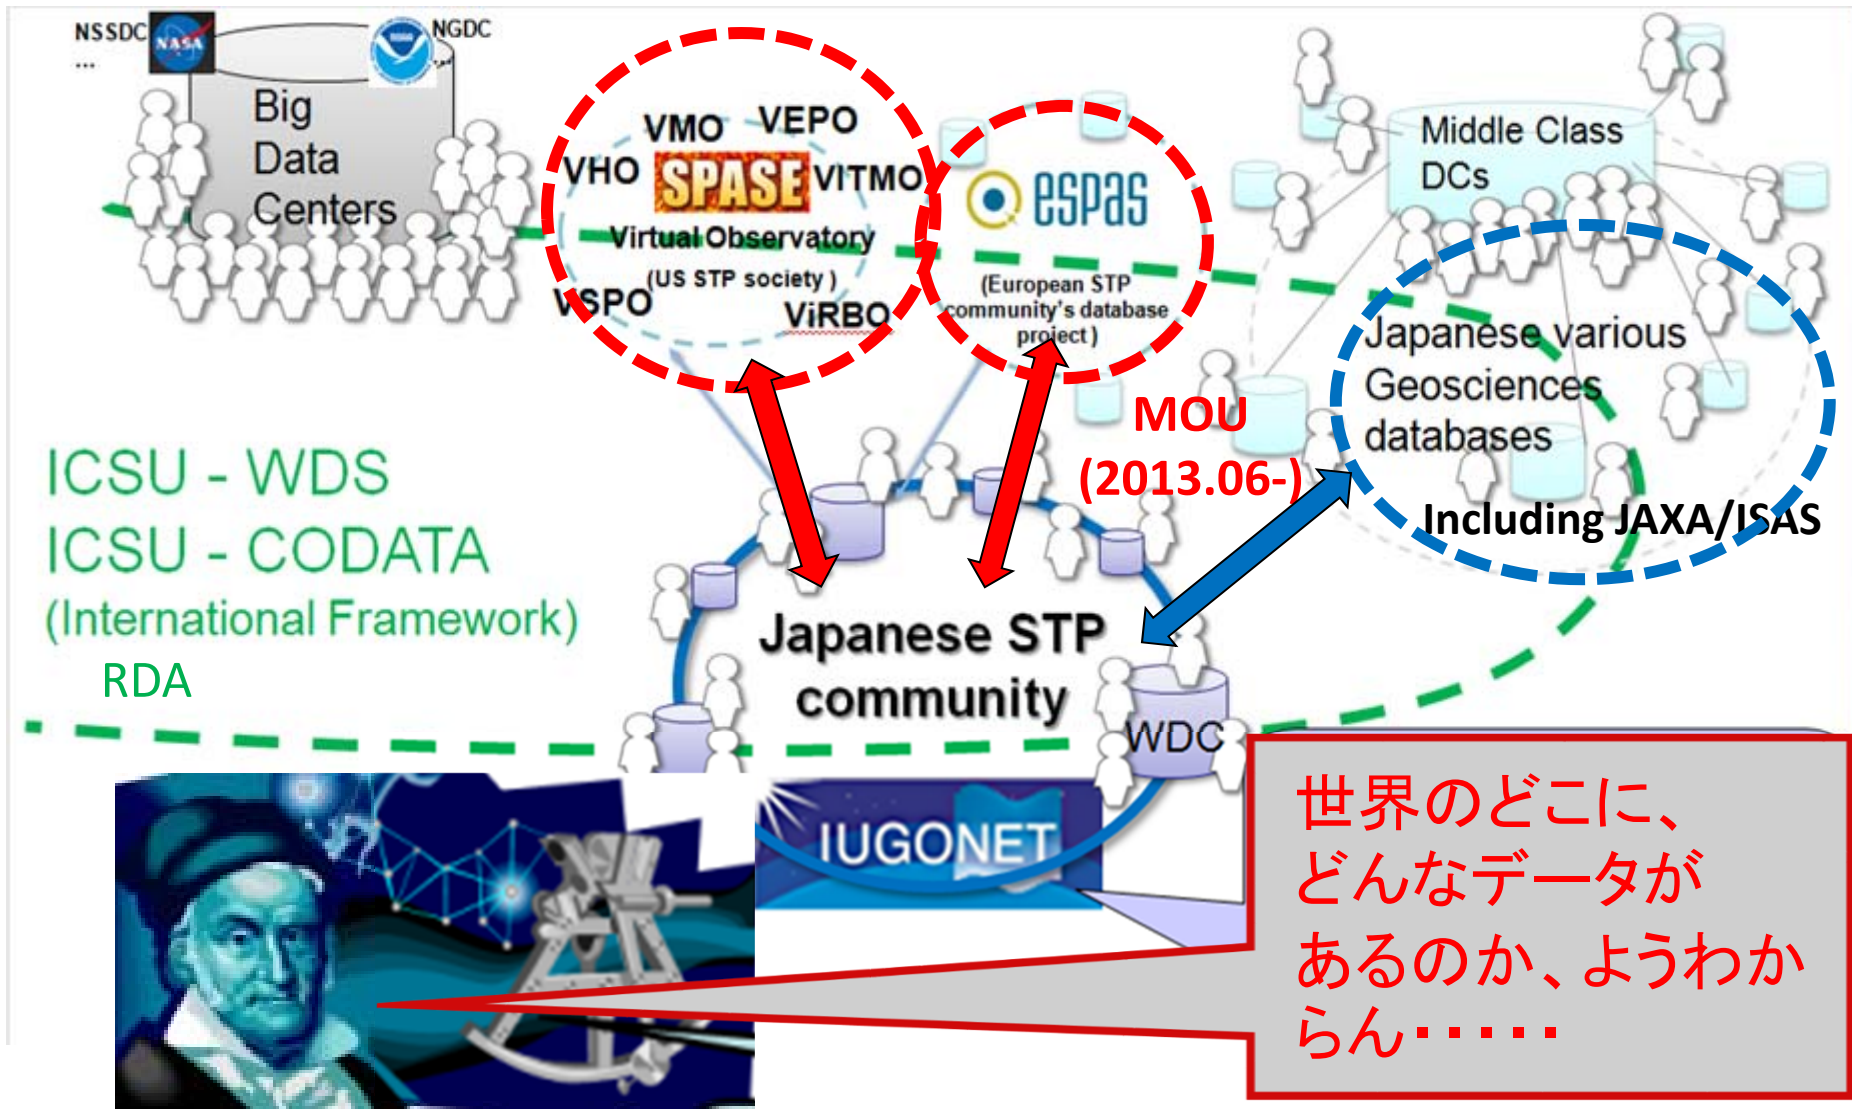 NSSDC
...
NASA
NGDC
...
Big
Data
Centers
VMO
VEPO
VHO
SPASE
VITMO
Virtual Observatory
(US STP society )
VSPO
ViRBO
espas
(European STP
community's database
project )
Middle Class
DCs
Japanese various
Geosciences
databases
Including JAXA/ISAS
MOU
(2013.06-)
ICSU - WDS
ICSU - CODATA
(International Framework)
RDA
Japanese STP
community
WDC
IUGONET
世界のどこに、
どんなデータが
あるのか、ようわか
らん・・・・・